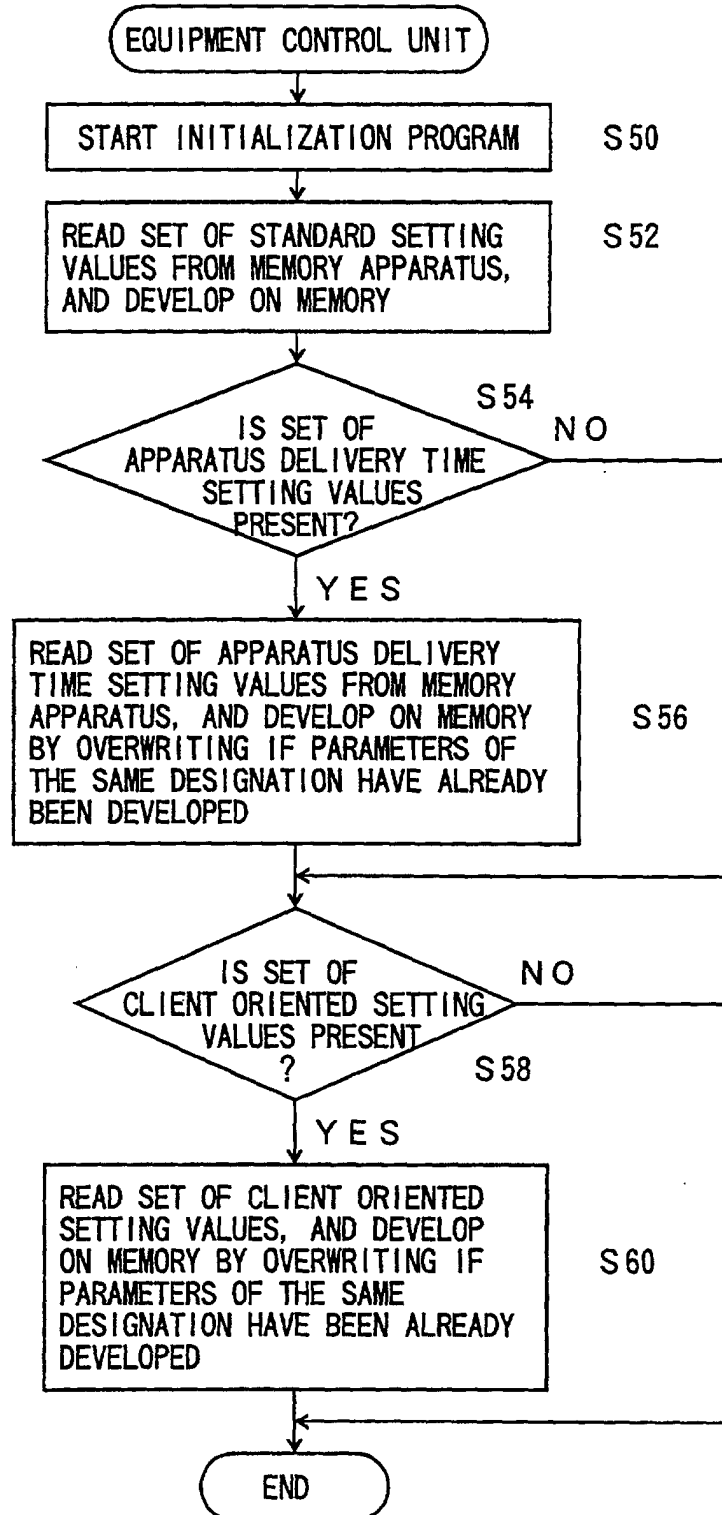 EQUIPMENT CONTROL UNIT
START INITIALIZATION PROGRAM
S50
READ SET OF STANDARD SETTING
VALUES FROM MEMORY APPARATUS,
AND DEVELOP ON MEMORY
S52
S54
IS SET OF
APPARATUS DELIVERY TIME
SETTING VALUES
PRESENT?
NO
YES
READ SET OF APPARATUS DELIVERY
TIME SETTING VALUES FROM MEMORY
APPARATUS, AND DEVELOP ON MEMORY
BY OVERWRITING IF PARAMETERS OF
THE SAME DESIGNATION HAVE ALREADY
BEEN DEVELOPED
S56
IS SET OF
CLIENT ORIENTED SETTING
VALUES PRESENT
?
NO
S58
YES
READ SET OF CLIENT ORIENTED
SETTING VALUES, AND DEVELOP
ON MEMORY BY OVERWRITING IF
PARAMETERS OF THE SAME
DESIGNATION HAVE BEEN ALREADY
DEVELOPED
S60
END